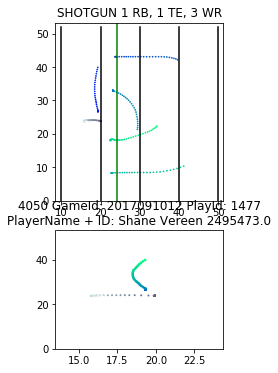 SHOTGUN 1 RB, 1 TE, 3 WR
50
40
30
20
10
0
10 20 30 40 50
4050 GameId: 2017091012 PlayId: 1477
PlayerName + ID: Shane Vereen 2495473.0
40
20
0
15.0 17.5 20.0 22.5